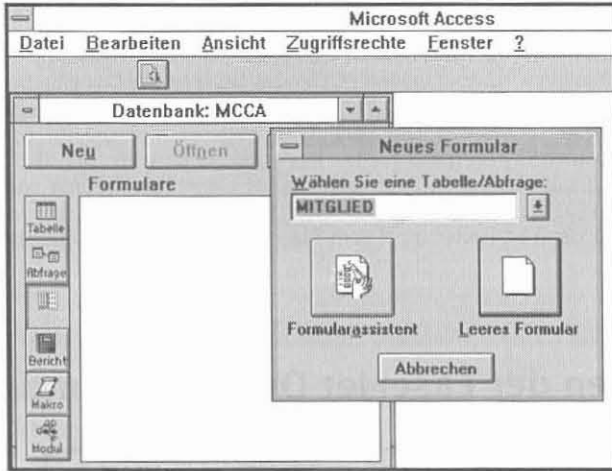 Microsoft Access
Datei Bearbeiten Ansicht Zugriffsrechte Fenster ?
Datenbank: MCCA
Neu Öffnen
Formulare
Tabelle
Abfrage
Bericht
Makro
Modul
Neues Formular
Wählen Sie eine Tabelle/Abfrage:
MITGLIED
Formularassistent Leeres Formular
Abbrechen